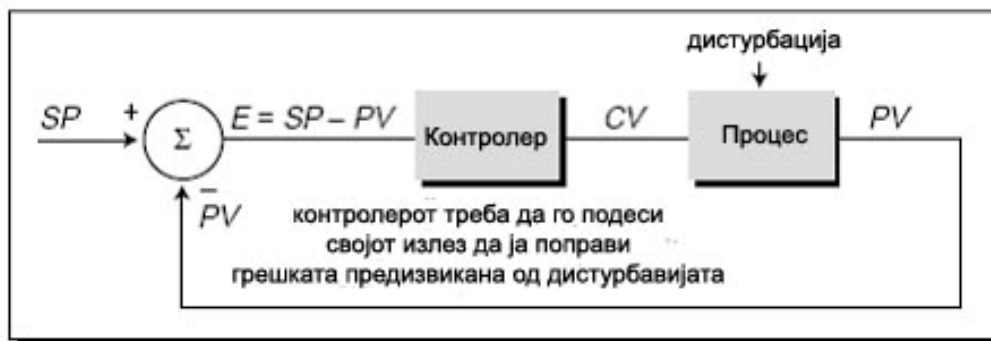 дистурбација
SP
+
Σ
E = SP – PV
Контролер
CV
Процес
PV
–
PV
контролерот треба да го подеси
својот излез да ја поправи
грешката предизвикана од дистурбавијата